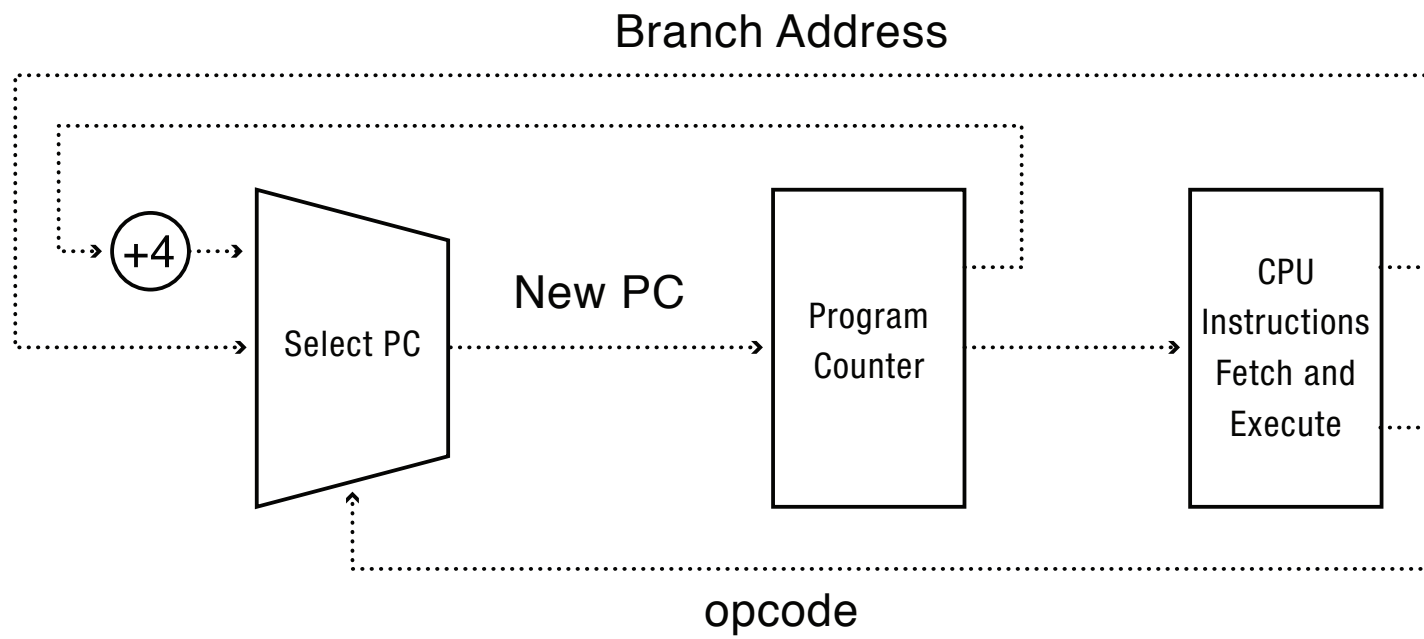 Branch Address
+4
Select PC
New PC
Program
Counter
CPU
Instructions
Fetch and
Execute
opcode